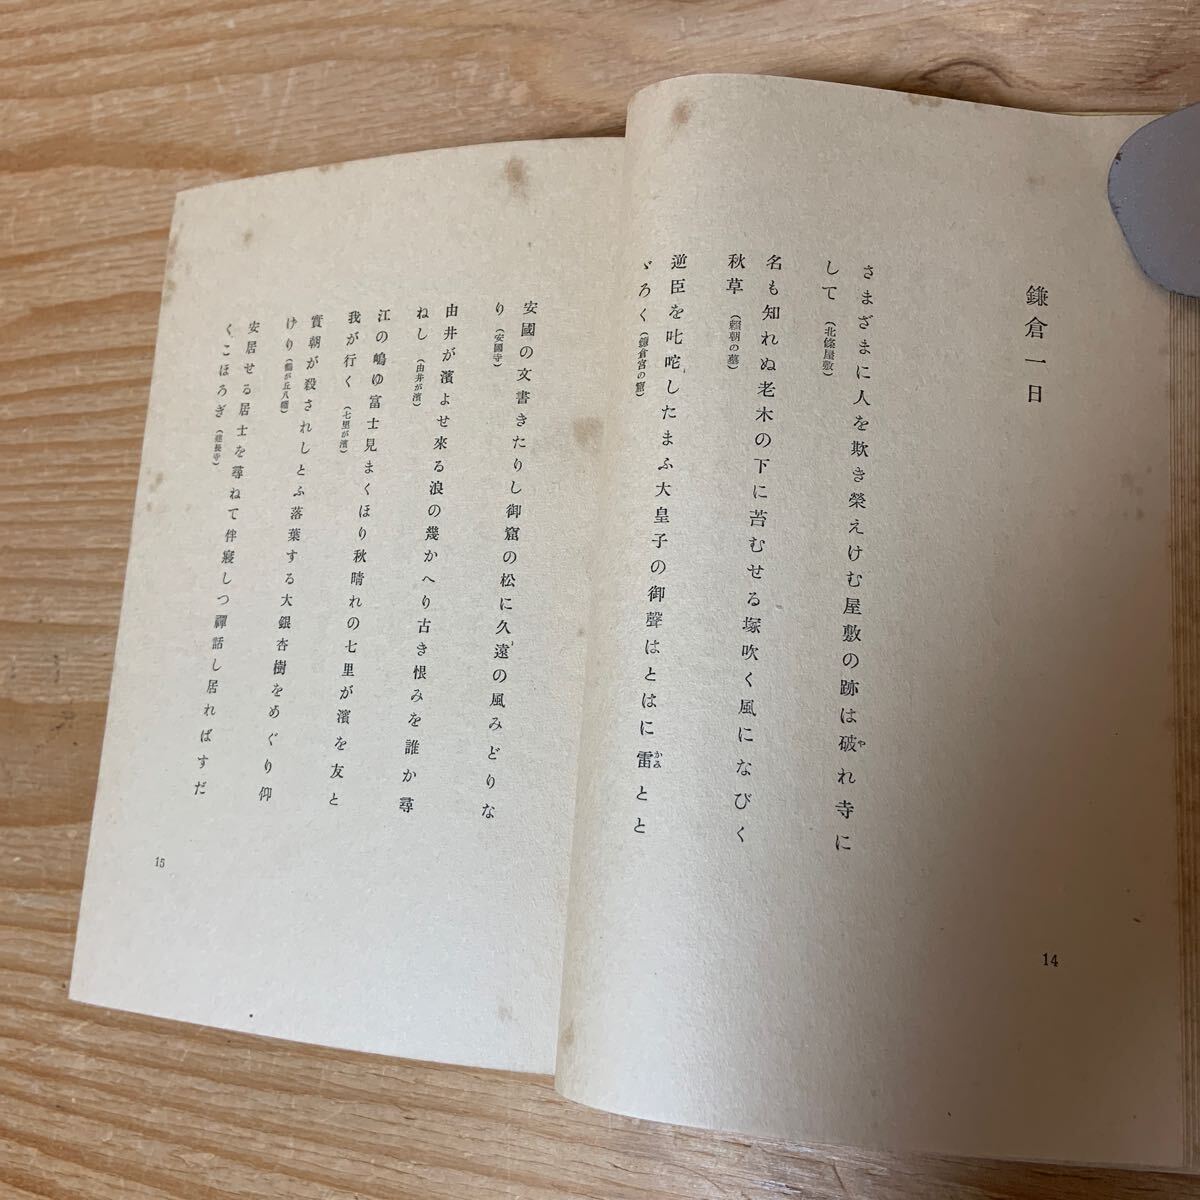 鎌倉一日
さまざまに人を欺き榮えけむ屋敷の跡は破れ寺に
や
して（北條屋敷）
名も知れぬ老木の下に苔むせる塚吹く風になびく
秋草（賴朝の墓）
逆臣を叱咤したまふ大皇子の御聲はとはに雷とと
かみ
ゞろく（鎌倉宮の窟）
14
安國の文書きたりし御窟の松に久遠の風みどりな
り（安國寺）
由井が濱よせ來る浪の幾かへり古き恨みを誰か尋
ねし（由井が濱）
江の嶋ゆ富士見まくほり秋晴れの七里が濱を友と
我が行く（七里が濱）
實朝が殺されしとふ落葉する大銀杏樹をめぐり仰
けり（鶴が丘八幡）
安居せる居士を尋ねて伴寢しつ禪話し居ればすだ
くこほろぎ（建長寺）
15